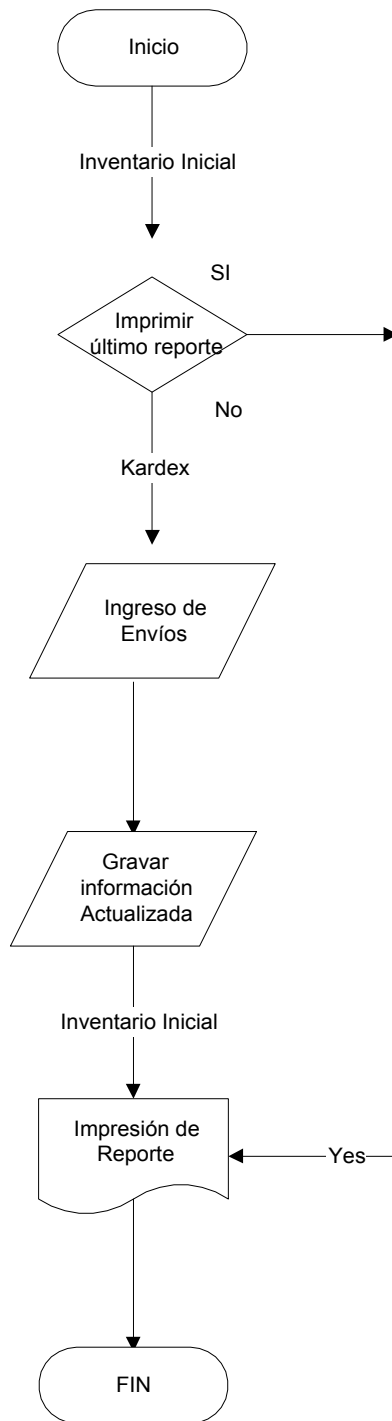 Inicio
Inventario Inicial
SI
Imprimir
último reporte
No
Kardex
Ingreso de
Envíos
Gravar
información
Actualizada
Inventario Inicial
Impresión de
Reporte
Yes
FIN